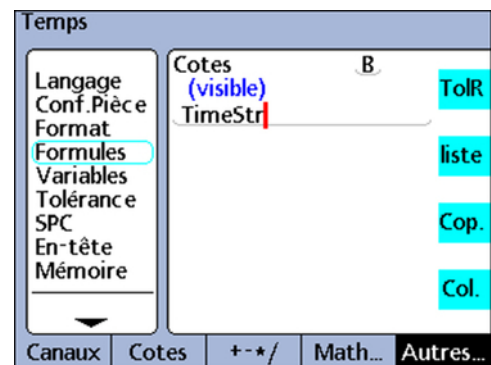 Temps
Langage
Conf.Pièce
Format
Formules
Variables
Tolérance
SPC
En-tête
Mémoire
Cotes B
(visible)
TimeStr
TolR
liste
Cop.
Col.
Canaux Cotes +-*/ Math... Autres...